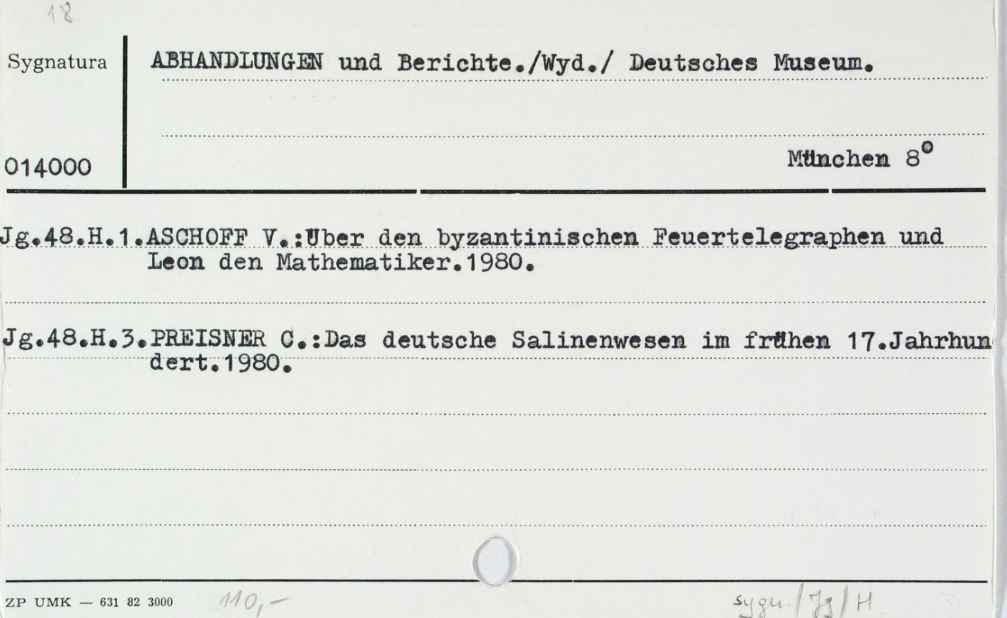 18
Sygnatura
ABHANDLUNGEN und Berichte./Wyd./ Deutsches Museum.
014000
München 8°
Jg.48.H.1.ASCHOFF V.:Über den byzantinischen Feuertelegraphen und
Leon den Mathematiker.1980.
Jg.48.H.3.PREISNER C.:Das deutsche Salinenwesen im frühen 17.Jahrhun
dert.1980.
ZP UMK — 631 82 3000
110,-
sygn./Jg/H